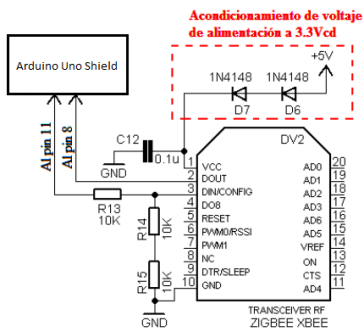 Acondicionamiento de voltaje
de alimentación a 3.3Vcd
+5V
1N4148 1N4148
D7 D6
Arduino Uno Shield
Al pin 11
Al pin 8
C12
0.1u
GND
DV2
R13
10K
R14
10K
R15
10K
GND
1 VCC
2 DOUT
3 DIN/CONFIG
4 DO8
5 RESET
6 PWM0/RSSI
7 PWM1
8 NC
9 DTR/SLEEP
10 GND
AD0 20
AD1 19
AD2 18
AD3 17
AD6 16
AD5 15
VREF 14
ON 13
CTS 12
AD4 11
TRANSCEIVER RF
ZIGBEE XBEE